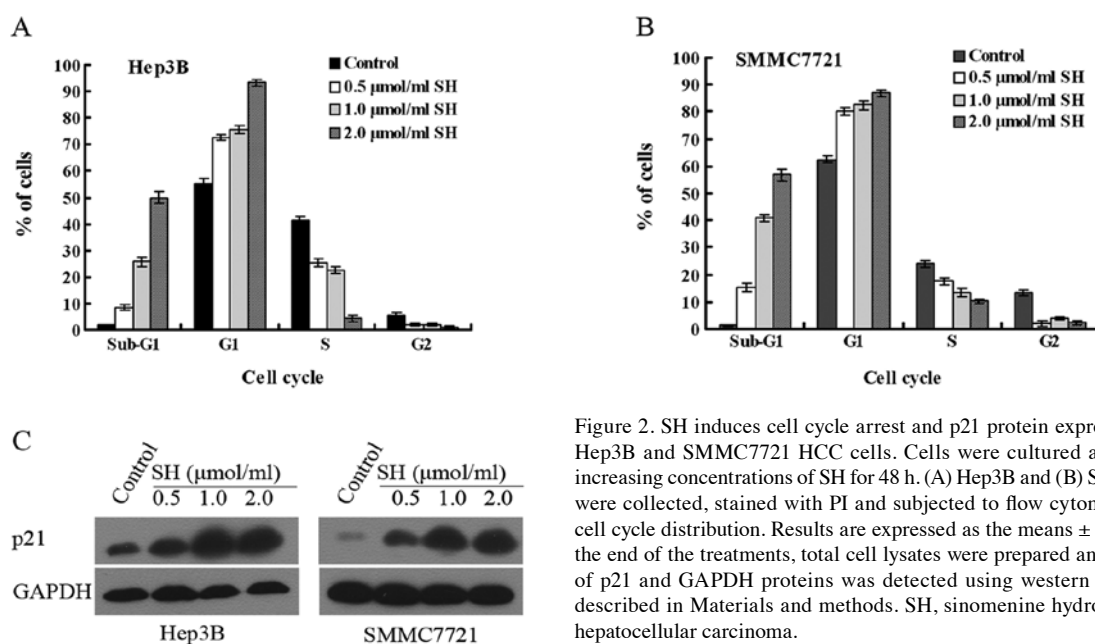 A
Hep3B
Control
0.5 µmol/ml SH
1.0 µmol/ml SH
2.0 µmol/ml SH
% of cells
100
90
80
70
60
50
40
30
20
10
0
Sub-G1 G1 S G2
Cell cycle
B
SMMC7721
Control
0.5 µmol/ml SH
1.0 µmol/ml SH
2.0 µmol/ml SH
% of cells
100
90
80
70
60
50
40
30
20
10
0
Sub-G1 G1 S G2
Cell cycle
C
Control SH (µmol/ml) Control SH (µmol/ml)
0.5 1.0 2.0 0.5 1.0 2.0
p21
GAPDH
Hep3B SMMC7721
Figure 2. SH induces cell cycle arrest and p21 protein expre
Hep3B and SMMC7721 HCC cells. Cells were cultured a
increasing concentrations of SH for 48 h. (A) Hep3B and (B) S
were collected, stained with PI and subjected to flow cyton
cell cycle distribution. Results are expressed as the means ±
the end of the treatments, total cell lysates were prepared an
of p21 and GAPDH proteins was detected using western
described in Materials and methods. SH, sinomenine hydro
hepatocellular carcinoma.